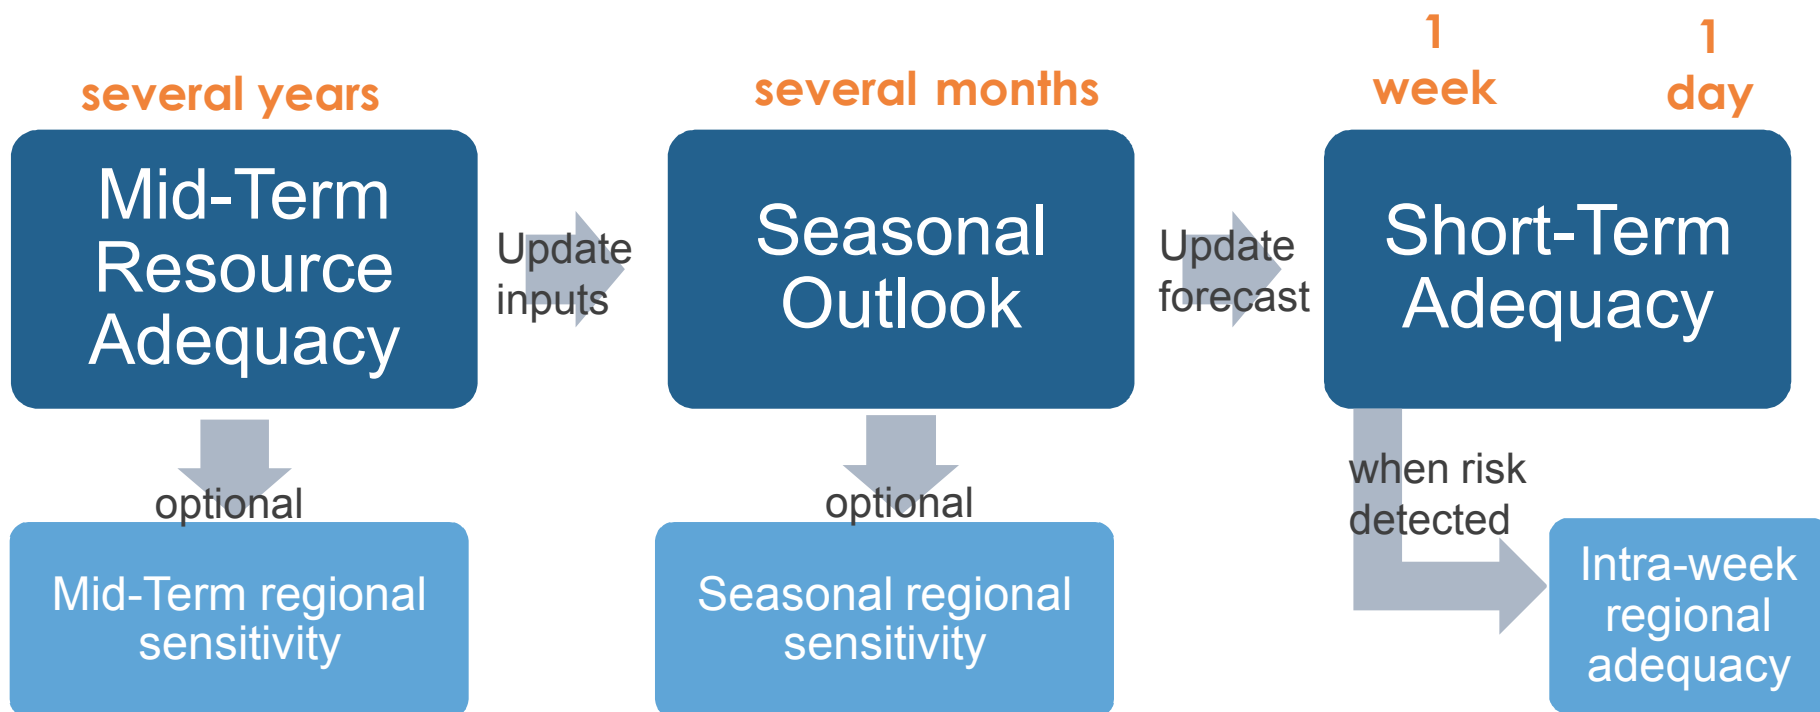 several years
several months
1
week
1
day
Mid-Term
Resource
Adequacy
Update
inputs
Seasonal
Outlook
Update
forecast
Short-Term
Adequacy
optional
optional
when risk
detected
Mid-Term regional
sensitivity
Seasonal regional
sensitivity
Intra-week
regional
adequacy